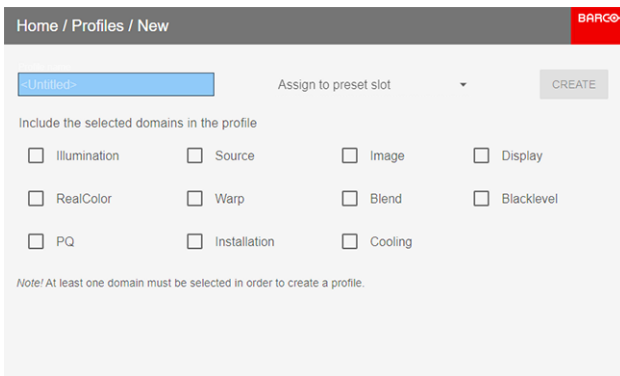 Home / Profiles / New
BARCO
<Untitled>
Assign to preset slot
CREATE
Include the selected domains in the profile
Illumination Source Image Display
RealColor Warp Blend Blacklevel
PQ Installation Cooling
Note! At least one domain must be selected in order to create a profile.